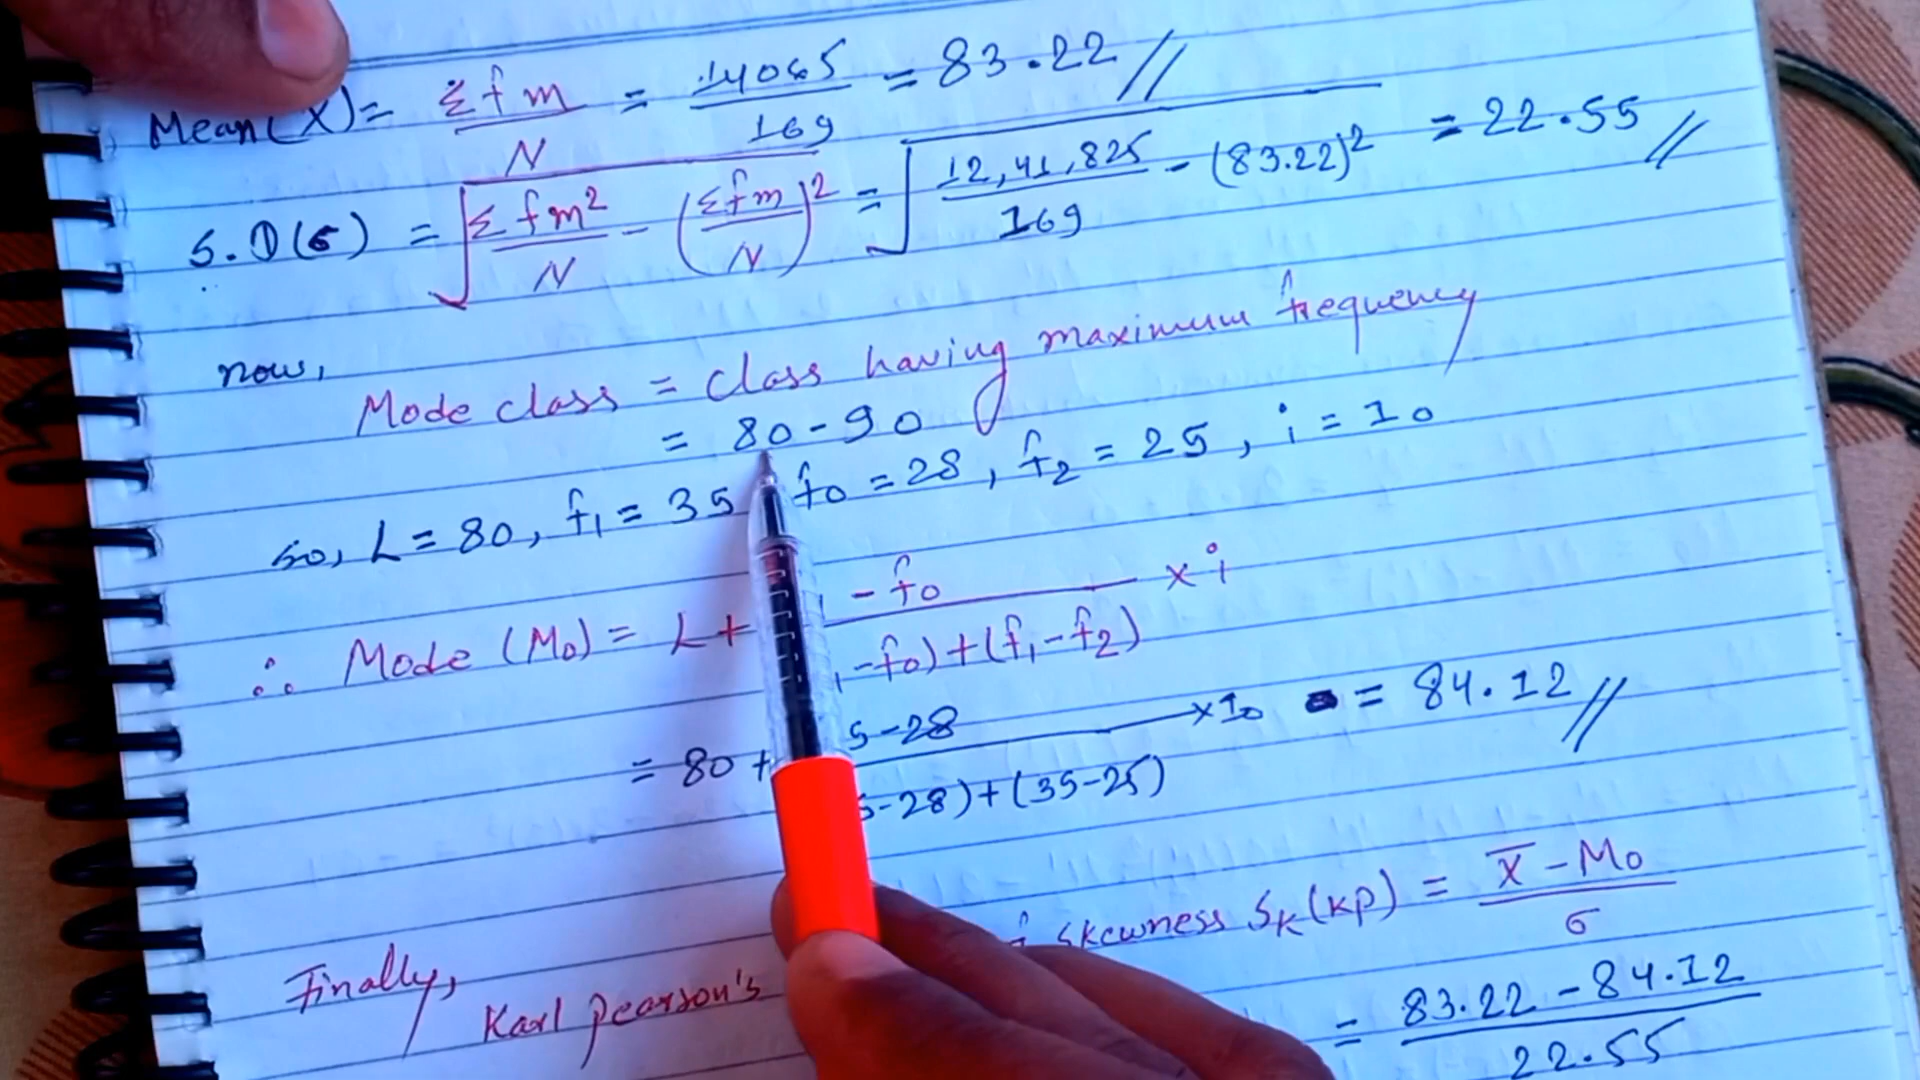 Mean(X̄) = Σfm/N = 14065/169 = 83.22 //
S.D(σ) = √(Σfm²/N - (Σfm/N)²) = √(12,41,825/169 - (83.22)²) = 22.55 //
now,
Mode class = class having maximum frequency
= 80-90
so, L = 80, f₁ = 35 f₀ = 28, f₂ = 25, i = 10
∴ Mode (M₀) = L + - f₀ / -f₀) + (f₁ - f₂) × i
= 80 + 5-28 / 5-28) + (35-25) × 10 = 84.12 //
Finally,
Karl Pearson's skewness Sₖ(KP) = X̄ - M₀ / σ
= 83.22 - 84.12 / 22.55